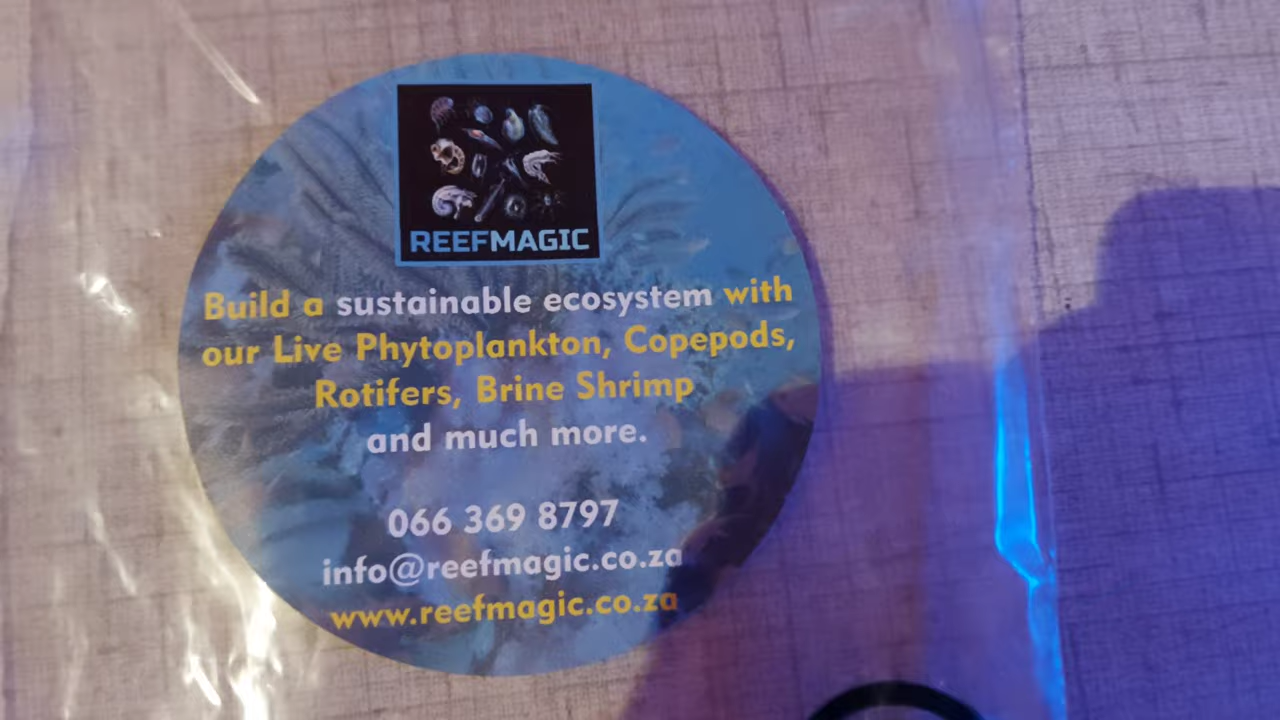 REEFMAGIC
Build a sustainable ecosystem with
our Live Phytoplankton, Copepods,
Rotifers, Brine Shrimp
and much more.
066 369 8797
info@reefmagic.co.za
www.reefmagic.co.za